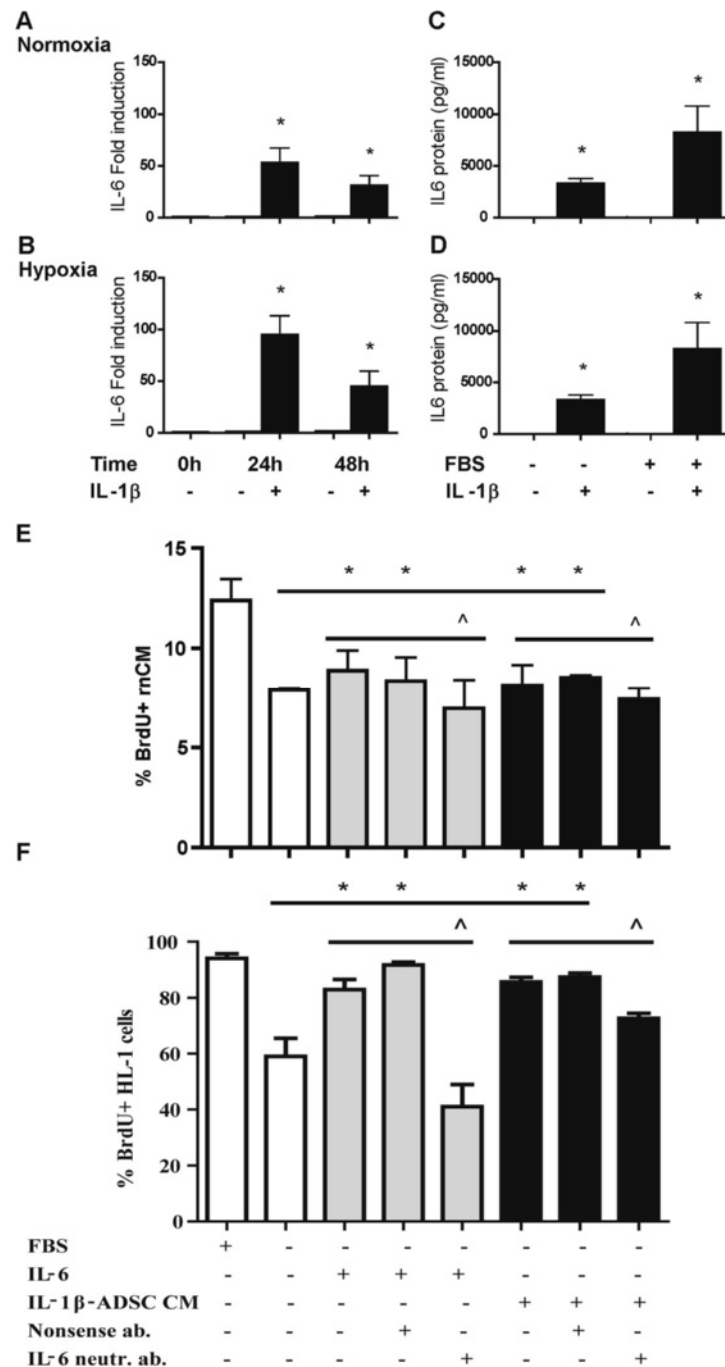 A
Normoxia
IL-6 Fold induction
150
100
50
0
*
*
C
IL6 protein (pg/ml)
15000
10000
5000
0
*
*
B
Hypoxia
IL-6 Fold induction
150
100
50
0
*
*
D
IL6 protein (pg/ml)
15000
10000
5000
0
*
*
Time 0h 24h 48h
IL-1β - - + - +
FBS - - + +
IL-1β - + - +
E
% BrdU+ rnCM
15
10
5
0
* * * *
^ ^
F
% BrdU+ HL-1 cells
100
80
60
40
20
0
* * * *
^ ^
FBS + - - - - - - -
IL-6 - - + + + - - -
IL-1β-ADSC CM - - - - - + + +
Nonsense ab. - - - + - - + -
IL-6 neutr. ab. - - - - + - - +